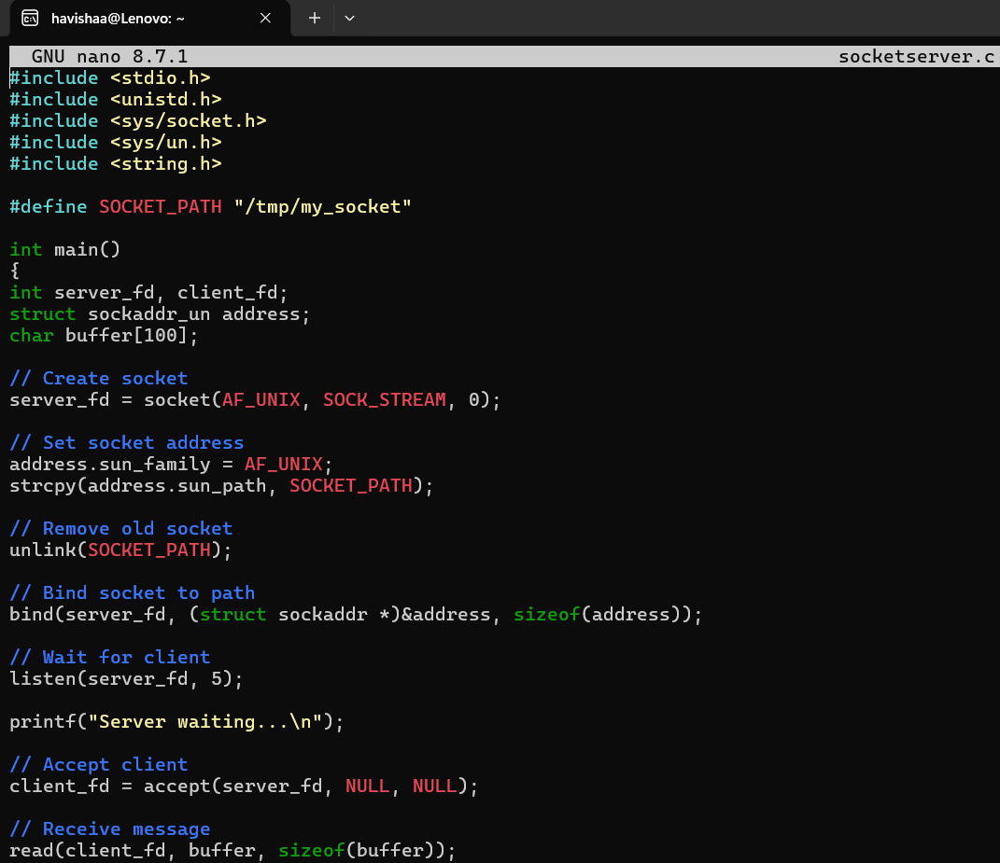 havishaa@Lenovo: ~
GNU nano 8.7.1 socketserver.c
#include <stdio.h>
#include <unistd.h>
#include <sys/socket.h>
#include <sys/un.h>
#include <string.h>
#define SOCKET_PATH "/tmp/my_socket"
int main()
{
int server_fd, client_fd;
struct sockaddr_un address;
char buffer[100];
// Create socket
server_fd = socket(AF_UNIX, SOCK_STREAM, 0);
// Set socket address
address.sun_family = AF_UNIX;
strcpy(address.sun_path, SOCKET_PATH);
// Remove old socket
unlink(SOCKET_PATH);
// Bind socket to path
bind(server_fd, (struct sockaddr *)&address, sizeof(address));
// Wait for client
listen(server_fd, 5);
printf("Server waiting...\n");
// Accept client
client_fd = accept(server_fd, NULL, NULL);
// Receive message
read(client_fd, buffer, sizeof(buffer));